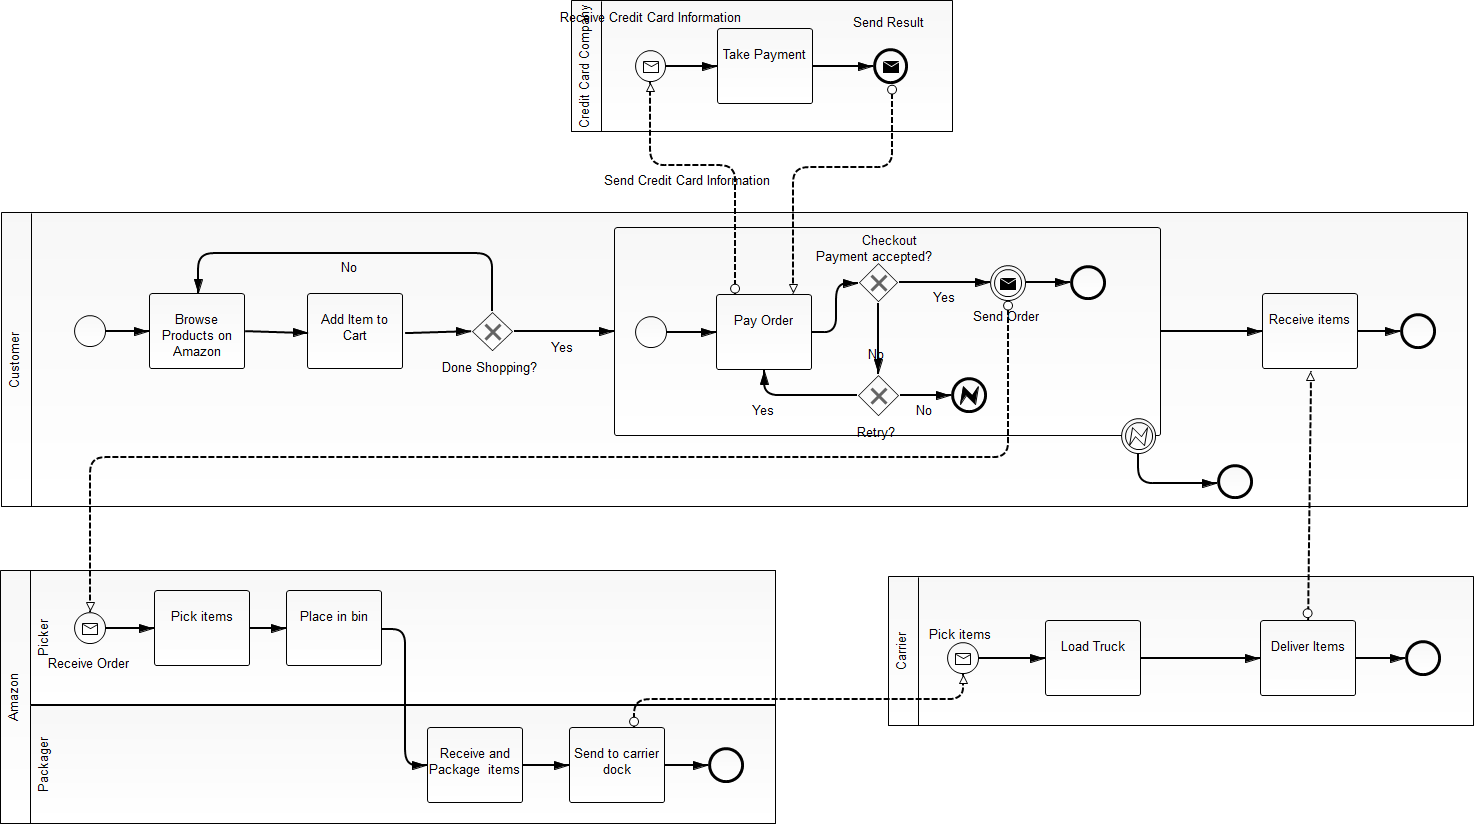 Receive Credit Card Information
Send Result
Credit Card Company
Take Payment
Send Credit Card Information
Customer
No
Browse
Products on
Amazon
Add Item to
Cart
Done Shopping?
Yes
Checkout
Payment accepted?
Pay Order
Yes
Send Order
No
Yes
No
Retry?
Receive items
Amazon
Picker
Receive Order
Pick items
Place in bin
Packager
Receive and
Package items
Send to carrier
dock
Carrier
Pick items
Load Truck
Deliver Items